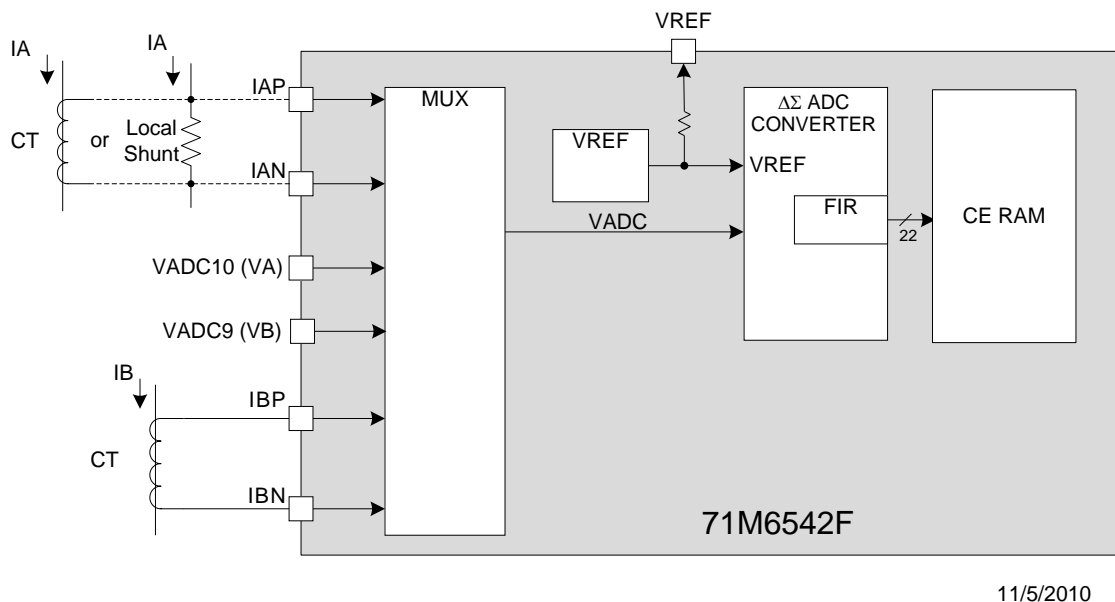 VREF
IA
IA
IAP
MUX
ΔΣ ADC
CONVERTER
CT
or
Local
Shunt
VREF
VREF
IAN
FIR
CE RAM
VADC
22
VADC10 (VA)
VADC9 (VB)
IB
IBP
CT
IBN
71M6542F
11/5/2010